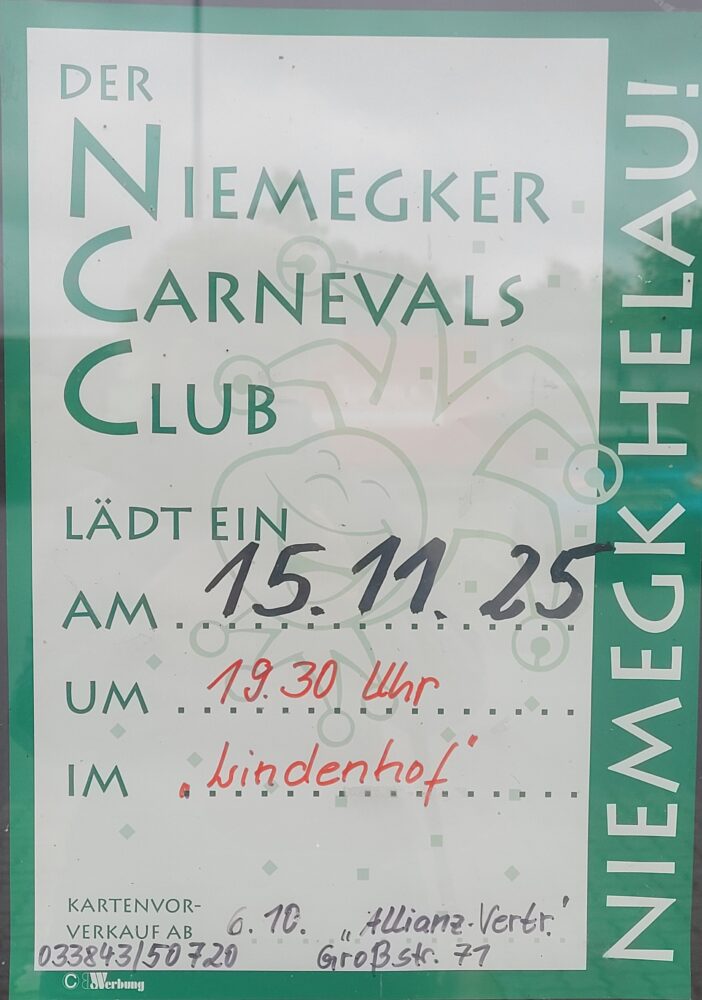 DER
NIEMEGKER
CARNEVALS
CLUB
LÄDT EIN
AM 15.11.25
UM 19.30 Uhr
IM „Lindenhof"
KARTENVOR-
VERKAUF AB 6.10. „Allianz-Vertr."
033843/50720 Großstr. 71
© Werbung
NIEMEGK HELAU!